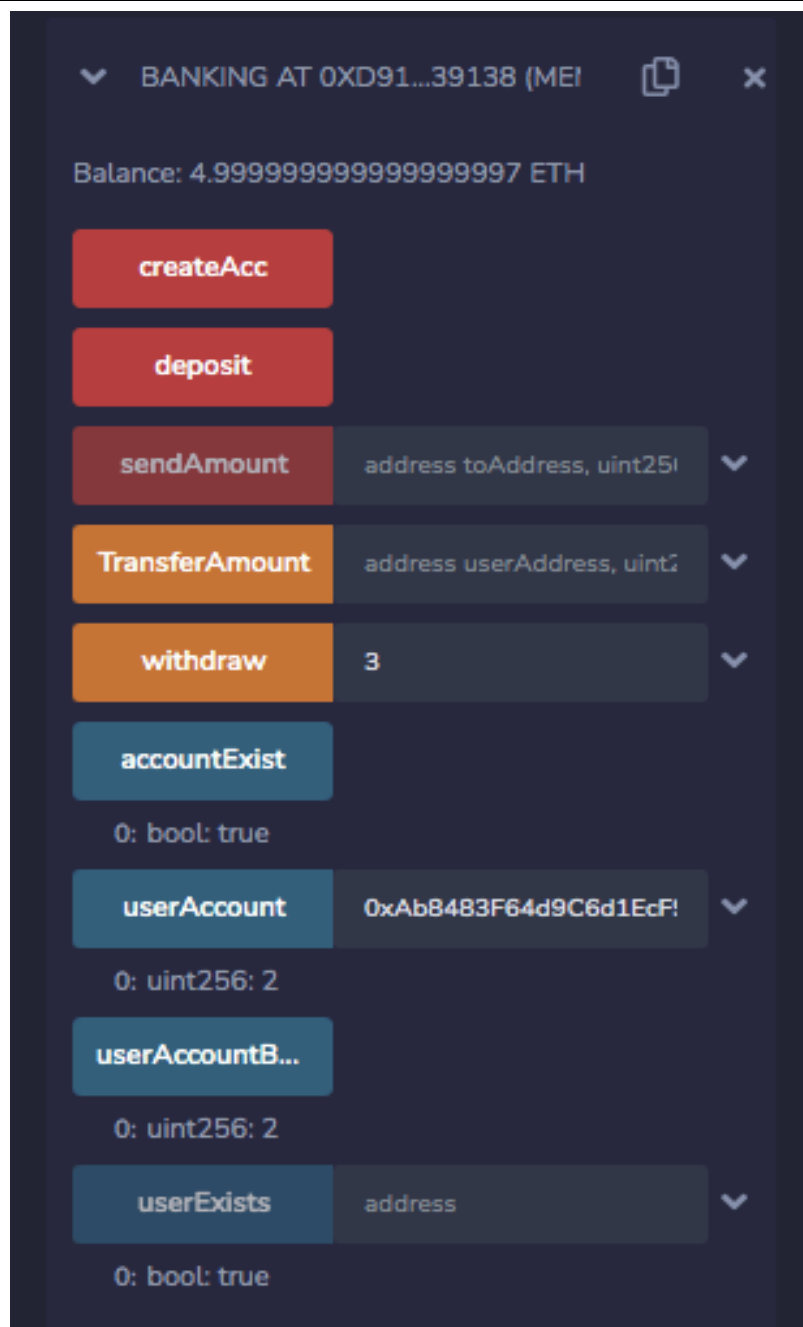 BANKING AT 0XD91...39138 (MEI
Balance: 4.999999999999999997 ETH
createAcc
deposit
sendAmount address toAddress, uint25
TransferAmount address userAddress, uint2
withdraw 3
accountExist
0: bool: true
userAccount 0xAb8483F64d9C6d1EcF
0: uint256: 2
userAccountB...
0: uint256: 2
userExists address
0: bool: true